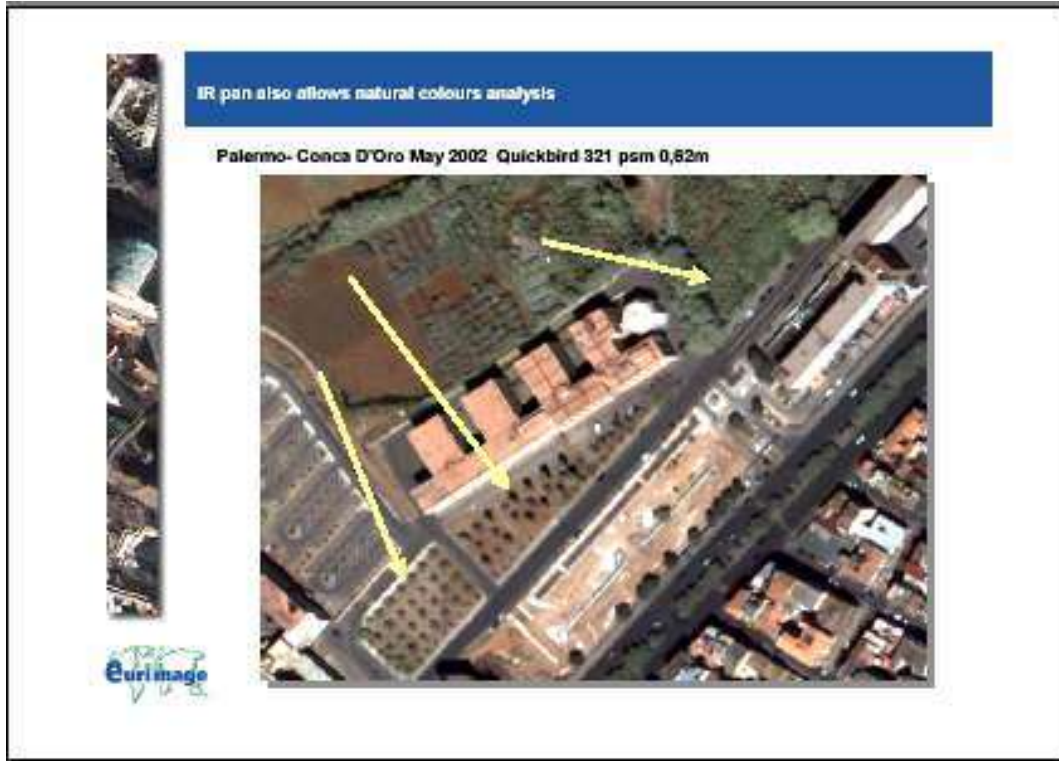 IR pan also allows natural colours analysis
Palermo- Conca D'Oro May 2002 Quickbird 321 psm 0,62m
eurimage